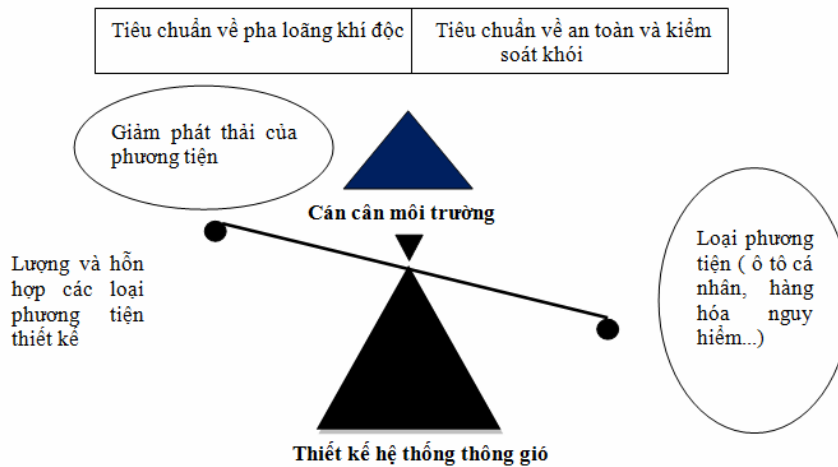 Tiêu chuẩn về pha loãng khí độc
Tiêu chuẩn về an toàn và kiểm
soát khói
Giảm phát thải của
phương tiện
Cán cân môi trường
Lượng và hỗn
hợp các loại
phương tiện
thiết kế
Loại phương
tiện ( ô tô cá
nhân, hàng
hóa nguy
hiểm...)
Thiết kế hệ thống thông gió